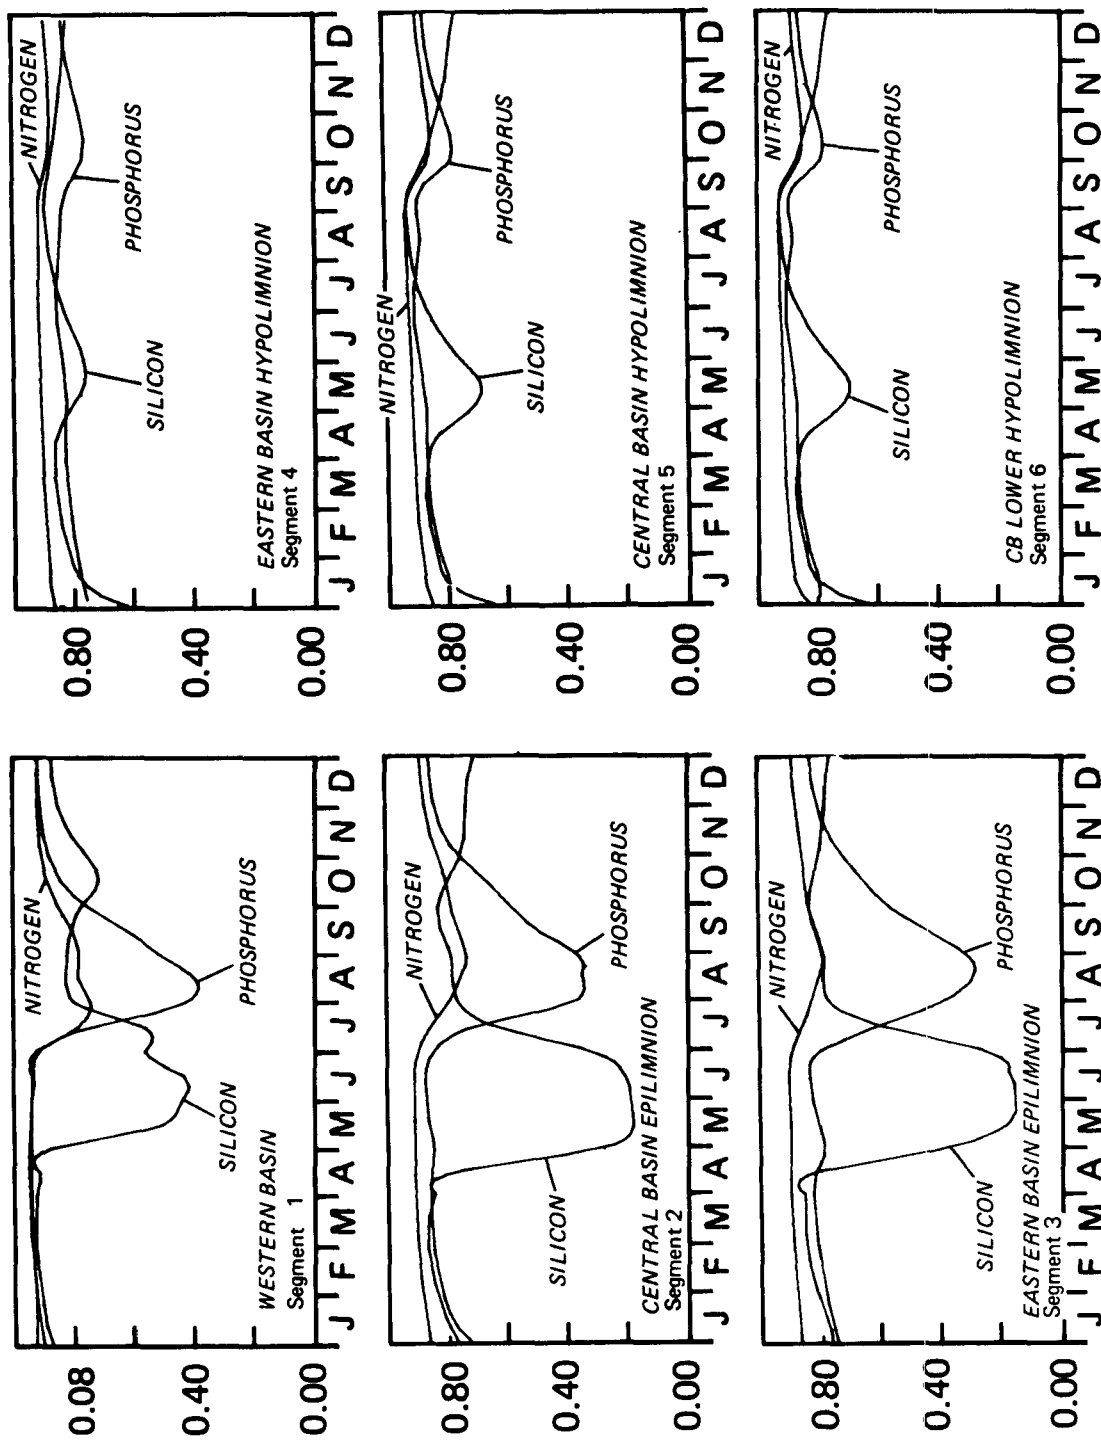 0.08
0.40
0.00
NITROGEN
SILICON
PHOSPHORUS
WESTERN BASIN
Segment 1
J F M A M J J A S O N D
0.80
0.40
0.00
NITROGEN
SILICON
PHOSPHORUS
EASTERN BASIN HYPOLIMNION
Segment 4
J F M A M J J A S O N D
0.80
0.40
0.00
NITROGEN
SILICON
PHOSPHORUS
CENTRAL BASIN EPILIMNION
Segment 2
J F M A M J J A S O N D
0.80
0.40
0.00
NITROGEN
SILICON
PHOSPHORUS
CENTRAL BASIN HYPOLIMNION
Segment 5
J F M A M J J A S O N D
0.80
0.40
0.00
NITROGEN
SILICON
PHOSPHORUS
EASTERN BASIN EPILIMNION
Segment 3
J F M A M J J A S O N D
0.80
0.40
0.00
NITROGEN
SILICON
PHOSPHORUS
CB LOWER HYPOLIMNION
Segment 6
J F M A M J J A S O N D